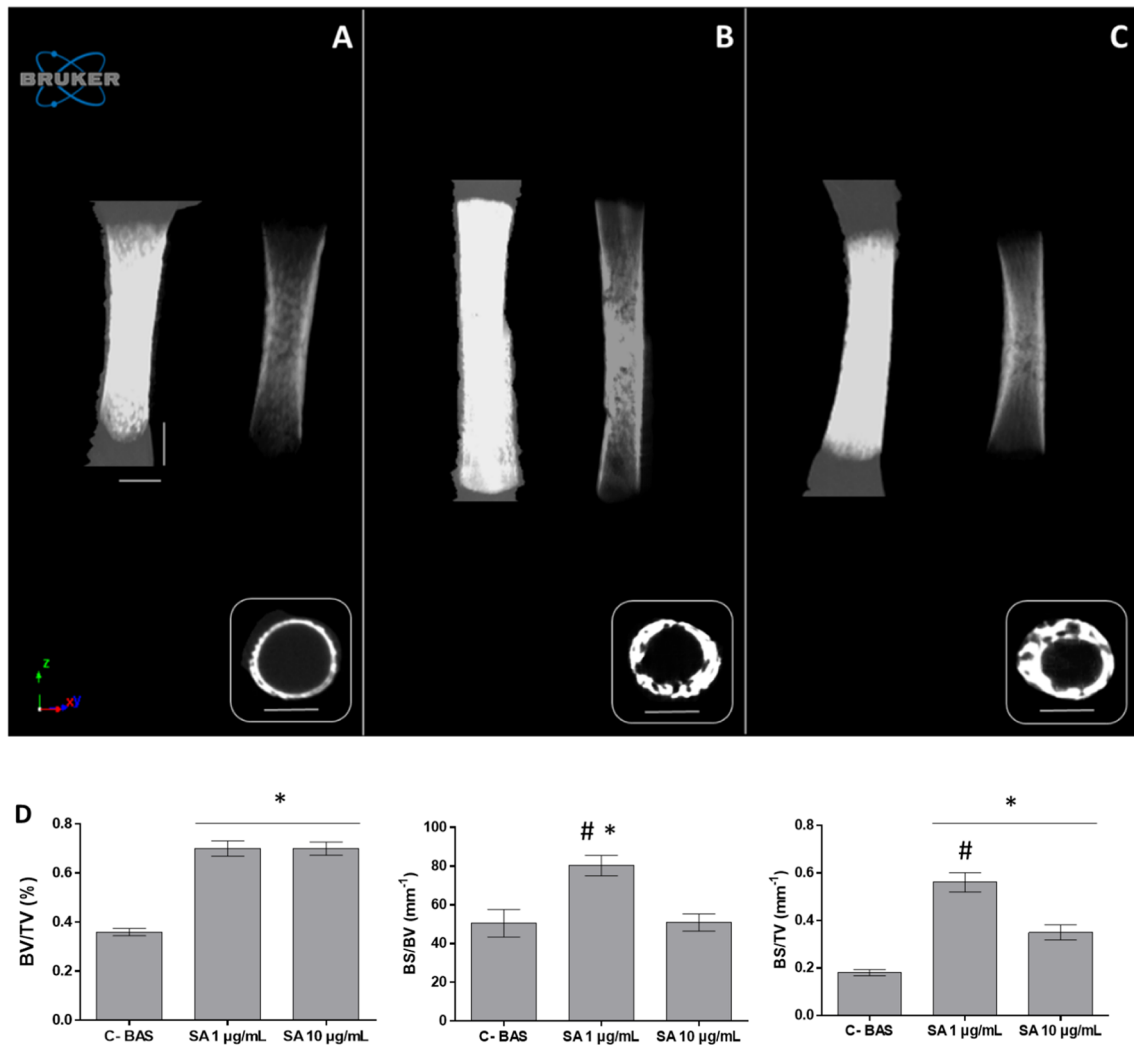 A
B
C
BRUKER
z
x
y
D
*
BV/TV (%)
0.8
0.6
0.4
0.2
0.0
C- BAS
SA 1 µg/mL
SA 10 µg/mL
# *
BS/BV (mm⁻¹)
100
80
60
40
20
0
C- BAS
SA 1 µg/mL
SA 10 µg/mL
*
#
BS/TV (mm⁻¹)
0.8
0.6
0.4
0.2
0.0
C- BAS
SA 1 µg/mL
SA 10 µg/mL